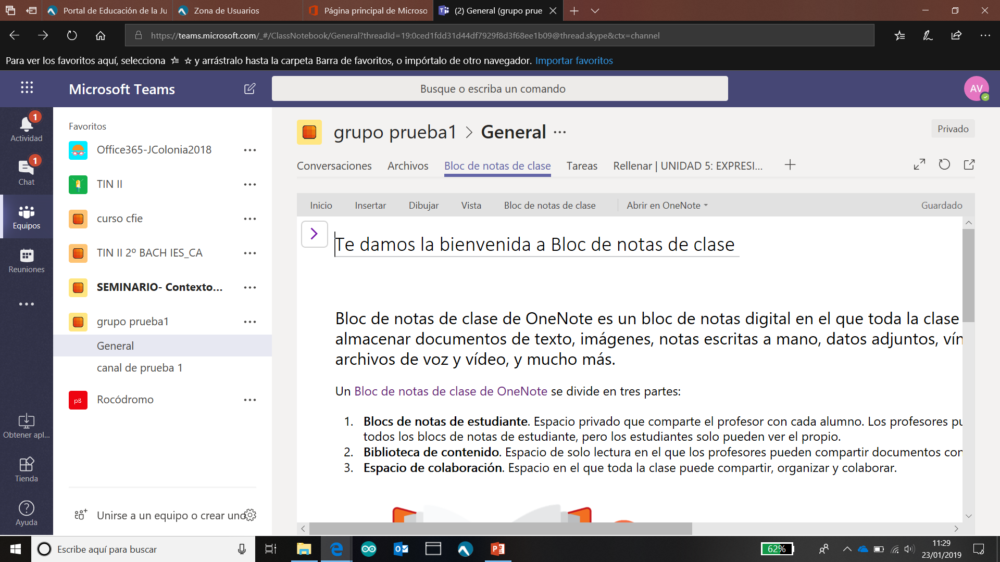 Portal de Educación de la Ju
Zona de Usuarios
Página principal de Microso
(2) General (grupo prue
https://teams.microsoft.com/_#/ClassNotebook/General?threadId=19:0ced1fdd31d44df7929f8d3f68ee1b09@thread.skype&ctx=channel
Para ver los favoritos aquí, selecciona y arrástralo hasta la carpeta Barra de favoritos, o impórtalo de otro navegador. Importar favoritos
Microsoft Teams
Busque o escriba un comando
AV
1
Actividad
1
Chat
Equipos
Reuniones
Obtener apl...
Tienda
Ayuda
Favoritos
Office365-JColonia2018
TIN II
curso cfie
TIN II 2º BACH IES_CA
SEMINARIO- Contexto...
grupo prueba1
General
canal de prueba 1
pB
Rocódromo
Unirse a un equipo o crear uno
grupo prueba1 > General ···
Privado
Conversaciones
Archivos
Bloc de notas de clase
Tareas
Rellenar | UNIDAD 5: EXPRESI...
Inicio
Insertar
Dibujar
Vista
Bloc de notas de clase
Abrir en OneNote
Guardado
Te damos la bienvenida a Bloc de notas de clase
Bloc de notas de clase de OneNote es un bloc de notas digital en el que toda la clase
almacenar documentos de texto, imágenes, notas escritas a mano, datos adjuntos, vín
archivos de voz y vídeo, y mucho más.
Un Bloc de notas de clase de OneNote se divide en tres partes:
1. Blocs de notas de estudiante. Espacio privado que comparte el profesor con cada alumno. Los profesores pu
todos los blocs de notas de estudiante, pero los estudiantes solo pueden ver el propio.
2. Biblioteca de contenido. Espacio de solo lectura en el que los profesores pueden compartir documentos con
3. Espacio de colaboración. Espacio en el que toda la clase puede compartir, organizar y colaborar.
Escribe aquí para buscar
62%
11:29
23/01/2019